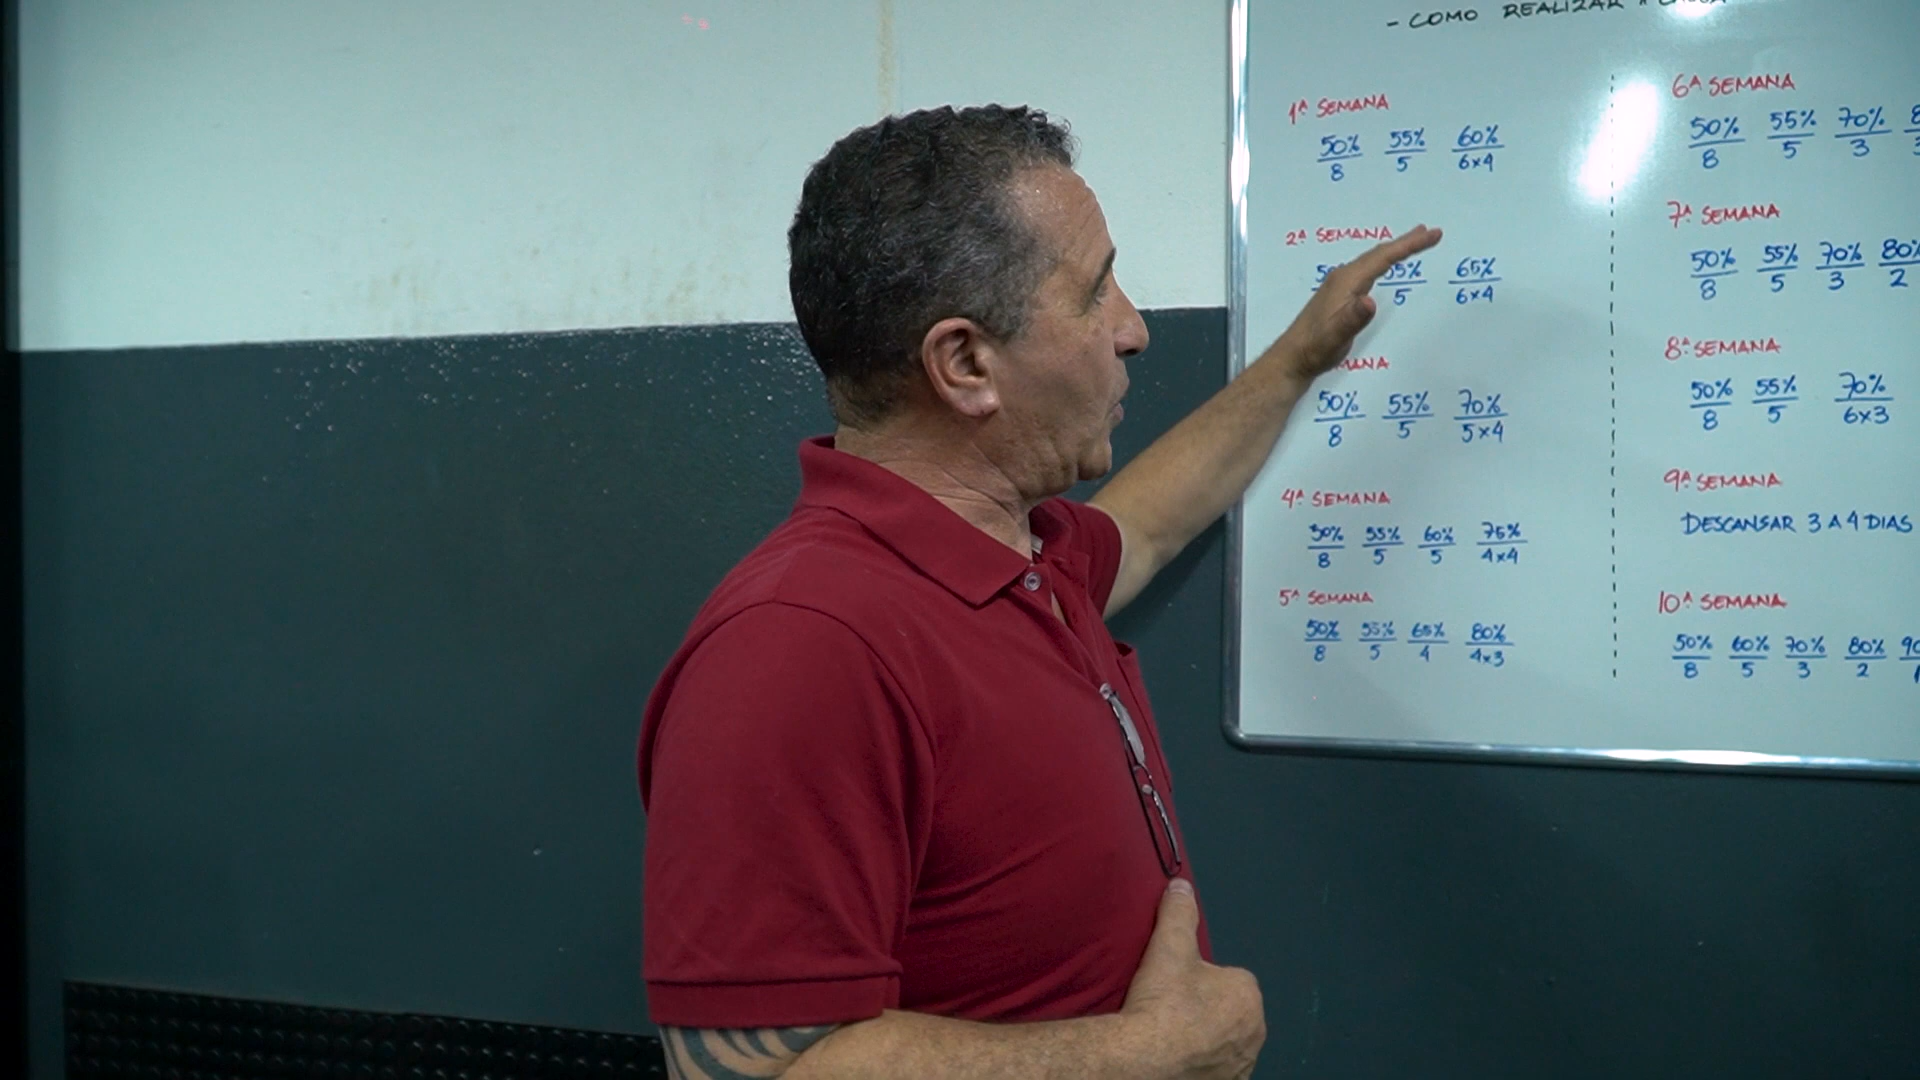 - COMO REALIZAR A
1ª SEMANA
50% 55% 60%
8 5 6x4
2ª SEMANA
55% 65%
5 6x4
50% 55% 70%
8 5 5x4
4ª SEMANA
50% 55% 60% 75%
8 5 5 4x4
5ª SEMANA
50% 55% 65% 80%
8 5 4 4x3
6ª SEMANA
50% 55% 70%
8 5 3
7ª SEMANA
50% 55% 70% 80%
8 5 3 2
8ª SEMANA
50% 55% 70%
8 5 6x3
9ª SEMANA
DESCANSAR 3 A 4 DIAS
10ª SEMANA
50% 60% 70% 80% 90
8 5 3 2 1